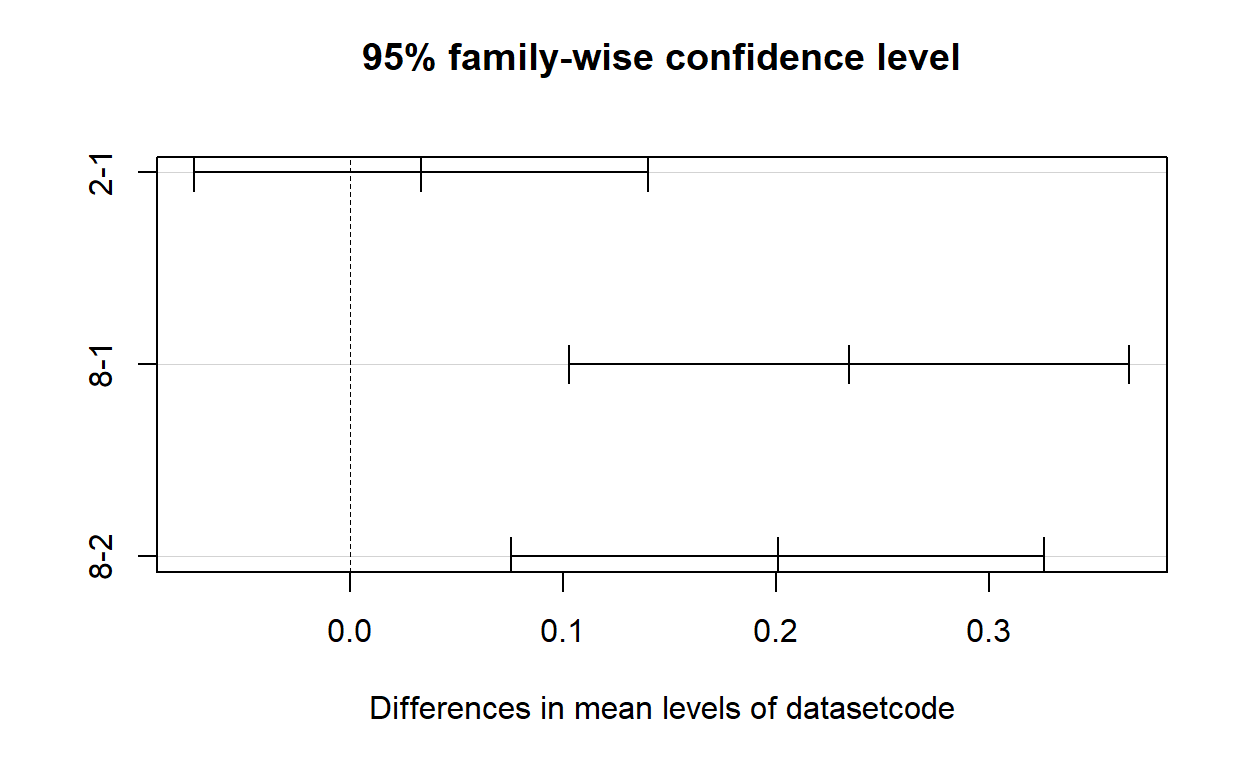 95% family-wise confidence level
2-1
8-1
8-2
0.0 0.1 0.2 0.3
Differences in mean levels of datasetcode